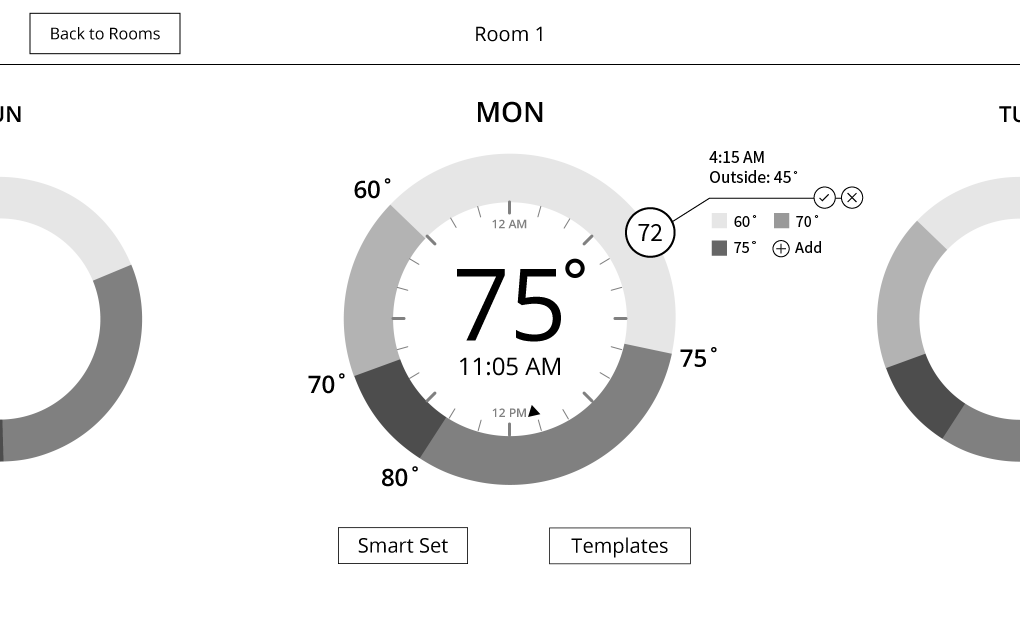 Back to Rooms
Room 1
UN
MON
TU
4:15 AM
Outside: 45°
60°
72
60° 70°
75° Add
12 AM
75°
11:05 AM
75°
70°
12 PM
80°
Smart Set
Templates